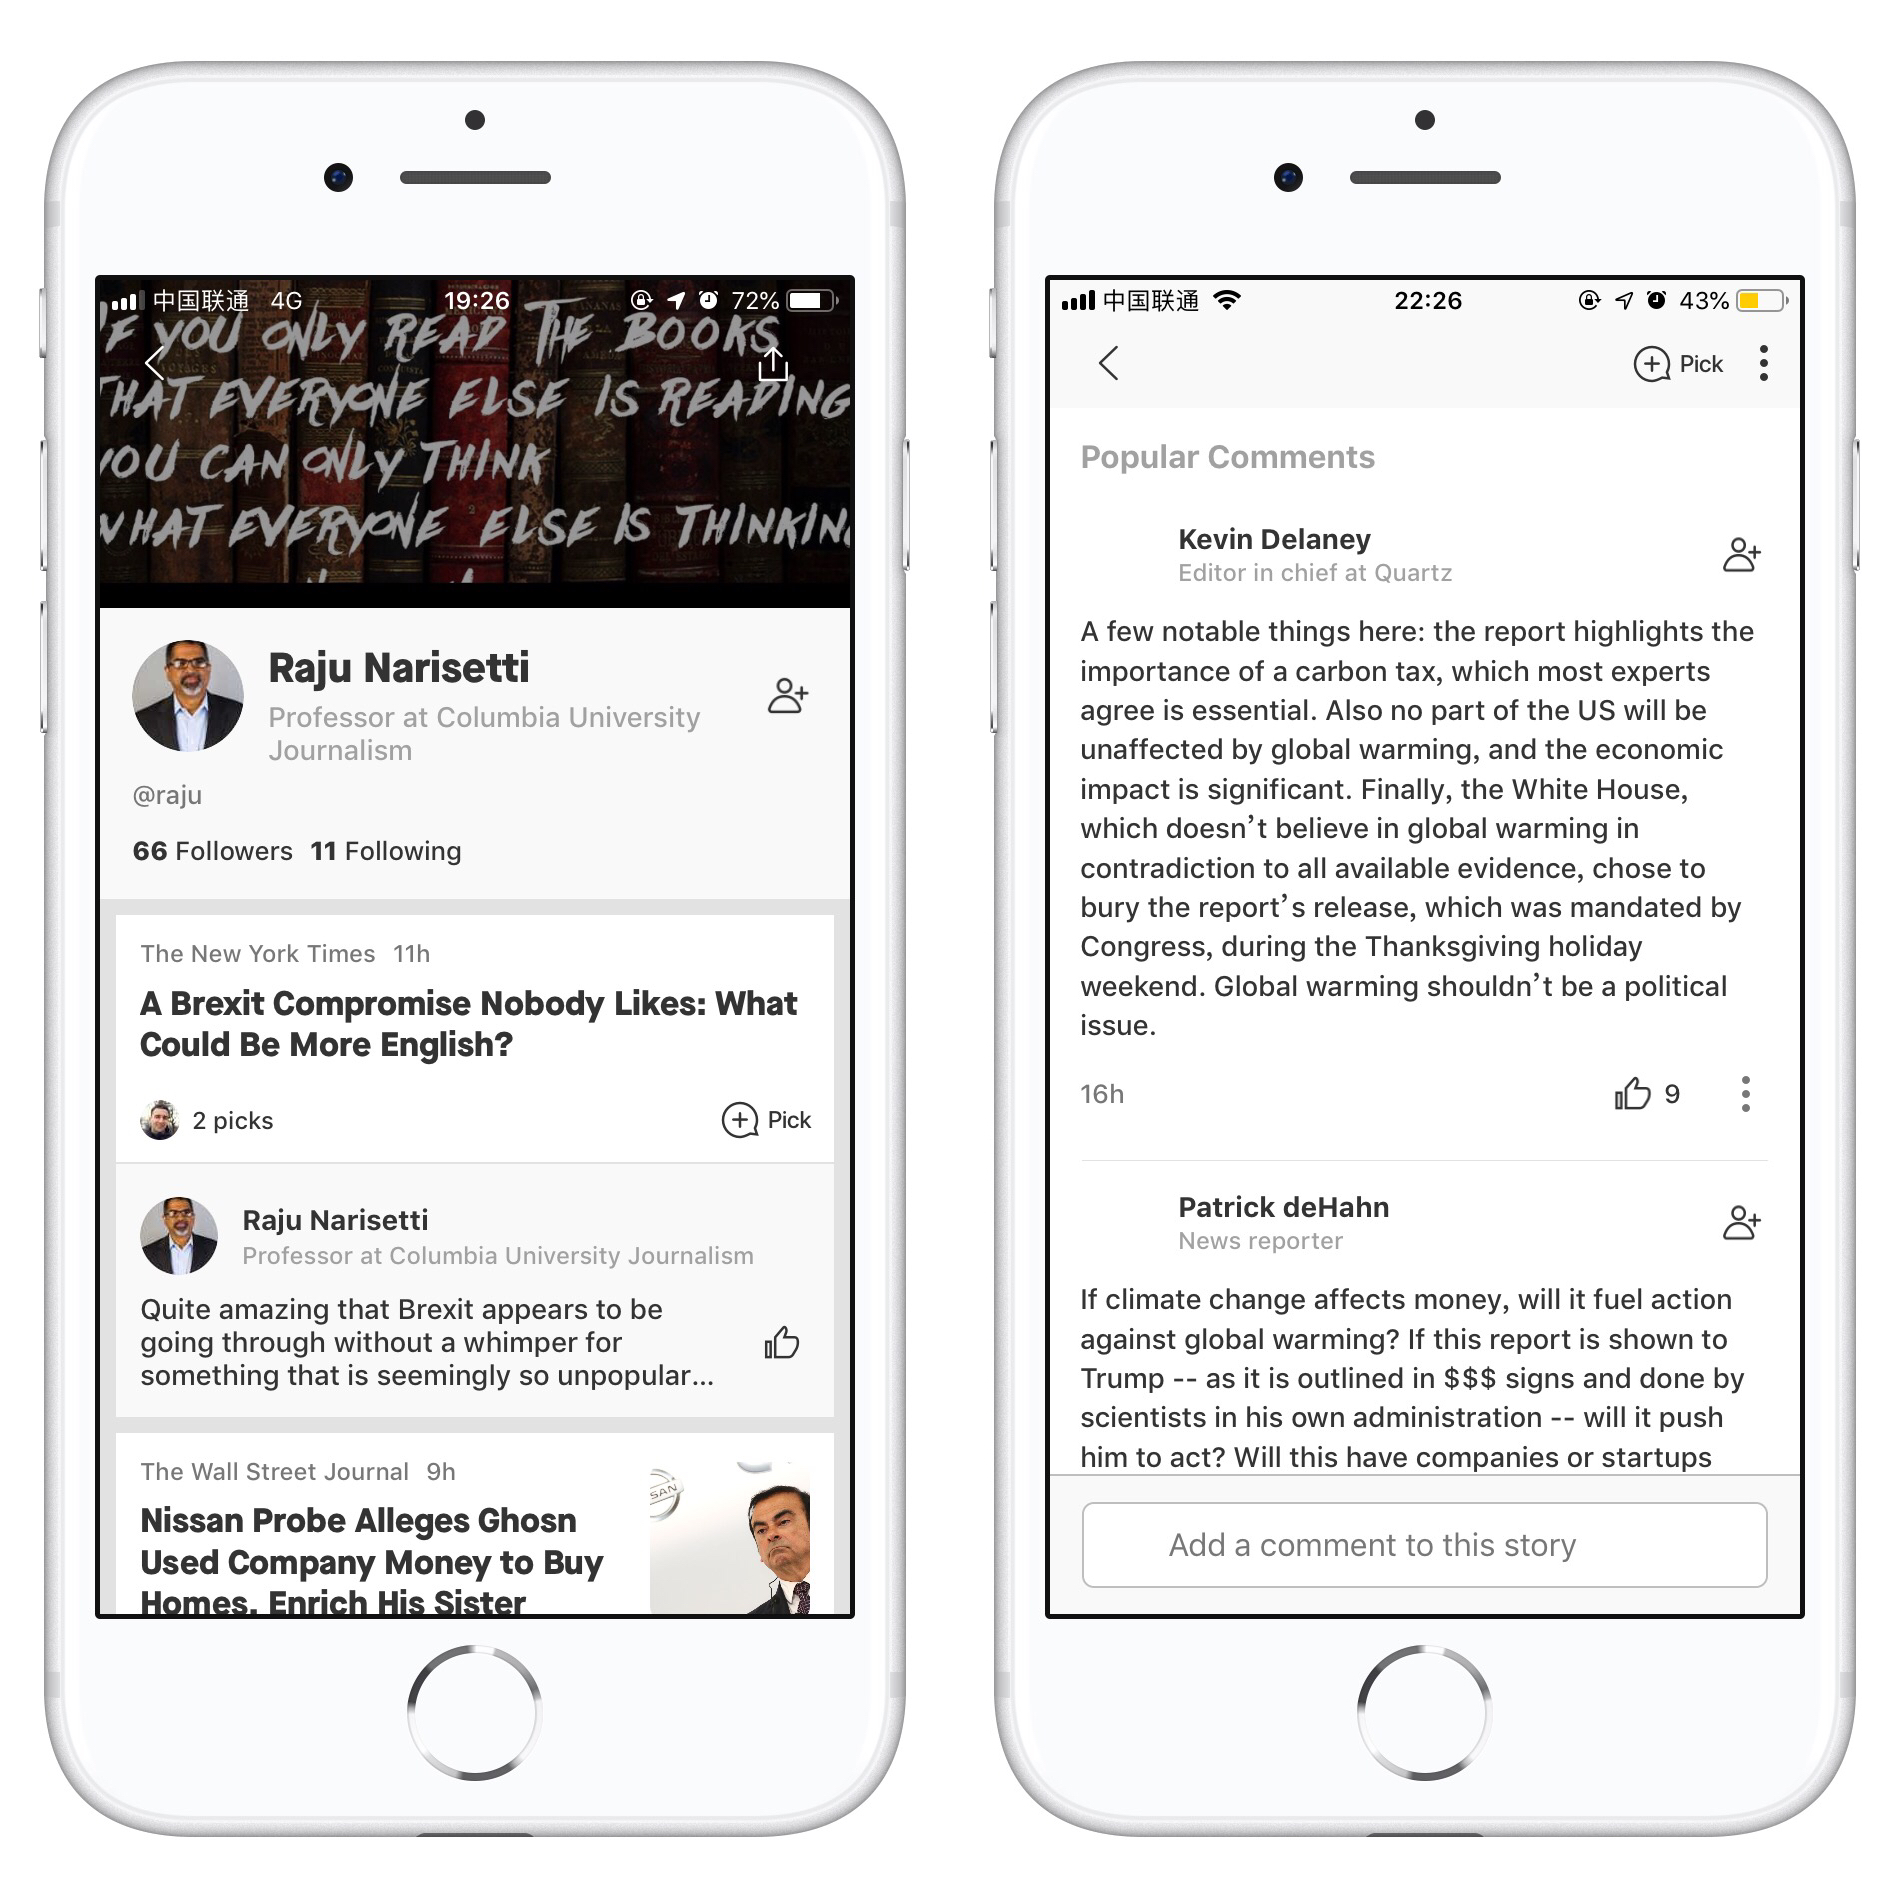 中国联通 4G 19:26 72%
IF YOU ONLY READ THE BOOKS
THAT EVERYONE ELSE IS READING
YOU CAN ONLY THINK
WHAT EVERYONE ELSE IS THINKING
Raju Narisetti
Professor at Columbia University
Journalism
@raju
66 Followers 11 Following
The New York Times 11h
A Brexit Compromise Nobody Likes: What
Could Be More English?
2 picks
Pick
Raju Narisetti
Professor at Columbia University Journalism
Quite amazing that Brexit appears to be
going through without a whimper for
something that is seemingly so unpopular...
The Wall Street Journal 9h
Nissan Probe Alleges Ghosn
Used Company Money to Buy
Homes, Enrich His Sister
中国联通 22:26 43%
Pick
Popular Comments
Kevin Delaney
Editor in chief at Quartz
A few notable things here: the report highlights the
importance of a carbon tax, which most experts
agree is essential. Also no part of the US will be
unaffected by global warming, and the economic
impact is significant. Finally, the White House,
which doesn’t believe in global warming in
contradiction to all available evidence, chose to
bury the report’s release, which was mandated by
Congress, during the Thanksgiving holiday
weekend. Global warming shouldn’t be a political
issue.
16h
9
Patrick deHahn
News reporter
If climate change affects money, will it fuel action
against global warming? If this report is shown to
Trump -- as it is outlined in $$$ signs and done by
scientists in his own administration -- will it push
him to act? Will this have companies or startups
Add a comment to this story